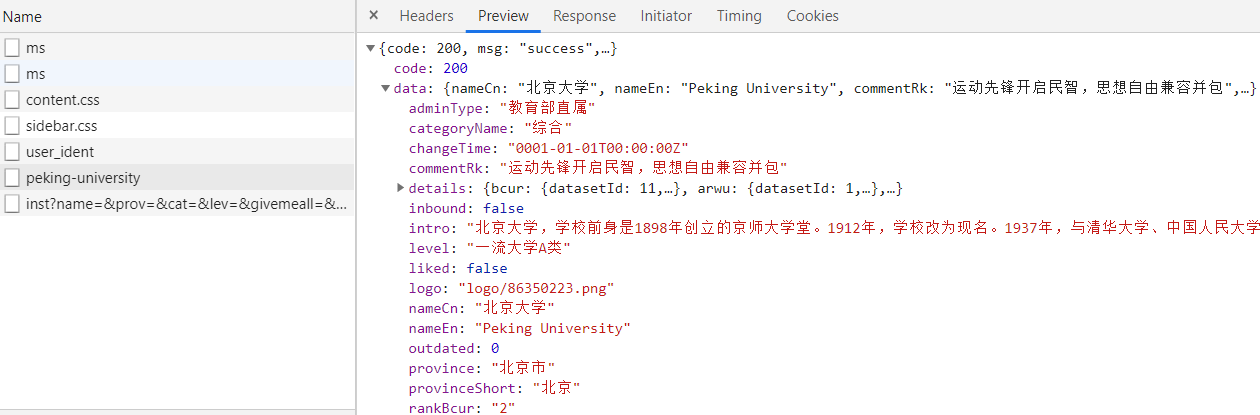 Name
ms
ms
content.css
sidebar.css
user_ident
peking-university
inst?name=&prov=&cat=&lev=&givemeall=&...
× Headers Preview Response Initiator Timing Cookies
▼{code: 200, msg: "success",…}
code: 200
▼data: {nameCn: "北京大学", nameEn: "Peking University", commentRk: "运动先锋开启民智，思想自由兼容并包",…}
adminType: "教育部直属"
categoryName: "综合"
changeTime: "0001-01-01T00:00:00Z"
commentRk: "运动先锋开启民智，思想自由兼容并包"
▶details: {bcur: {datasetId: 11,…}, arwu: {datasetId: 1,…},…}
inbound: false
intro: "北京大学，学校前身是1898年创立的京师大学堂。1912年，学校改为现名。1937年，与清华大学、中国人民大学
level: "一流大学A类"
liked: false
logo: "logo/86350223.png"
nameCn: "北京大学"
nameEn: "Peking University"
outdated: 0
province: "北京市"
provinceShort: "北京"
rankBcur: "2"